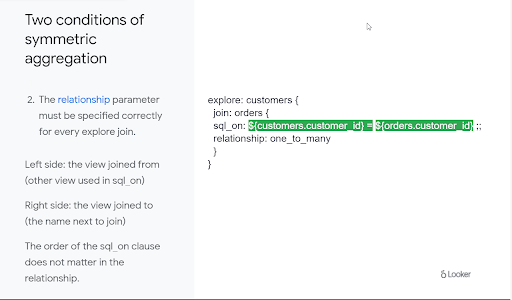 Two conditions of
symmetric
aggregation
2. The relationship parameter
must be specified correctly
for every explore join.
Left side: the view joined from
(other view used in sql_on)
Right side: the view joined to
(the name next to join)
The order of the sql_on clause
does not matter in the
relationship.
explore: customers {
join: orders {
sql_on: ${customers.customer_id} = ${orders.customer_id} ;;
relationship: one_to_many
}
}
Looker